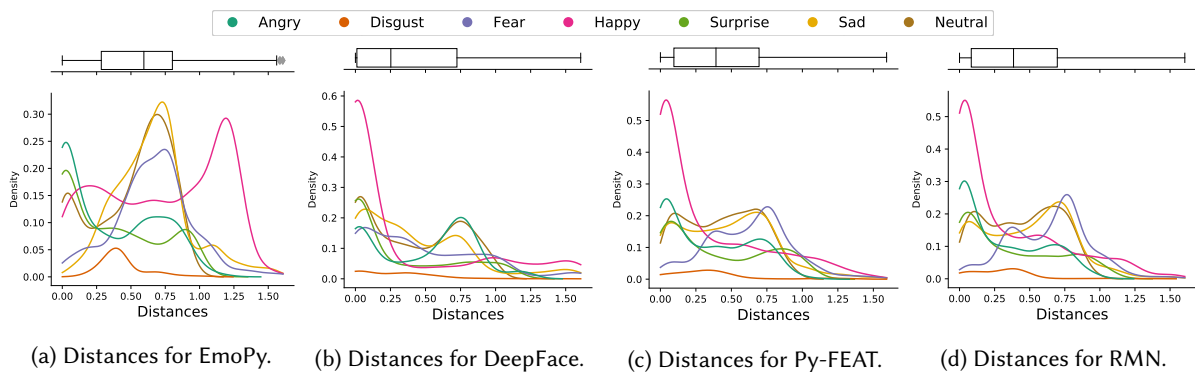 Angry Disgust Fear Happy Surprise Sad Neutral
0.30
0.25
0.20
0.15
0.10
0.05
0.00
Density
0.00 0.25 0.50 0.75 1.00 1.25 1.50
Distances
(a) Distances for EmoPy.
0.6
0.5
0.4
0.3
0.2
0.1
0.0
Density
0.00 0.25 0.50 0.75 1.00 1.25 1.50
Distances
(b) Distances for DeepFace.
0.5
0.4
0.3
0.2
0.1
0.0
Density
0.00 0.25 0.50 0.75 1.00 1.25 1.50
Distances
(c) Distances for Py-FEAT.
0.5
0.4
0.3
0.2
0.1
0.0
Density
0.00 0.25 0.50 0.75 1.00 1.25 1.50
Distances
(d) Distances for RMN.